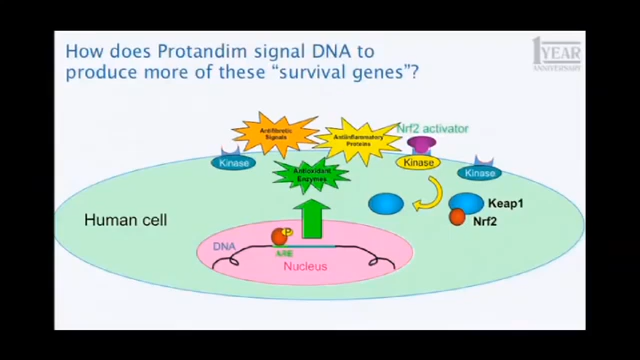 How does Protandim signal DNA to
produce more of these “survival genes”?
1 YEAR
ANNIVERSARY
Antifibrotic
Signals
Antiinflammatory
Proteins
Nrf2 activator
Kinase
Kinase
Kinase
Antioxidant
Enzymes
Keap1
Nrf2
Human cell
P
DNA
ARE
Nucleus